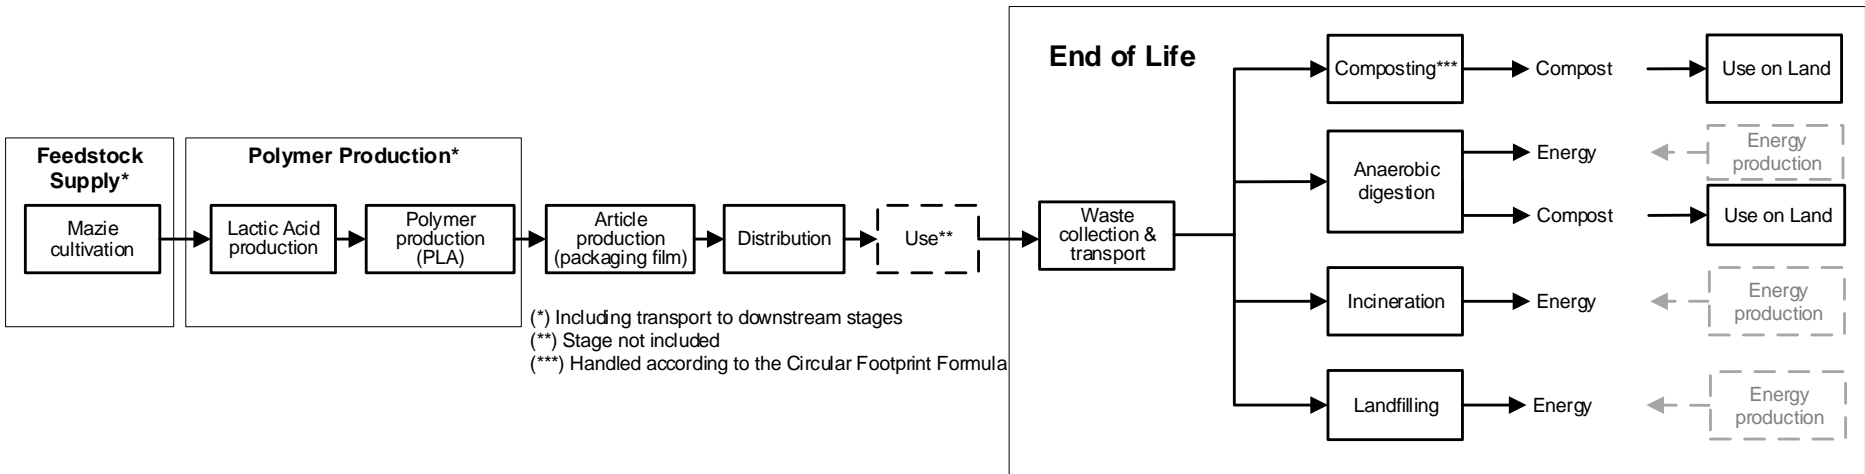 Feedstock
Supply*
Mazie
cultivation
Polymer Production*
Lactic Acid
production
Polymer
production
(PLA)
Article
production
(packaging film)
Distribution
Use**
(*) Including transport to downstream stages
(**) Stage not included
(***) Handled according to the Circular Footprint Formula
End of Life
Waste
collection &
transport
Composting***
Compost
Use on Land
Anaerobic
digestion
Energy
Energy
production
Compost
Use on Land
Incineration
Energy
Energy
production
Landfilling
Energy
Energy
production